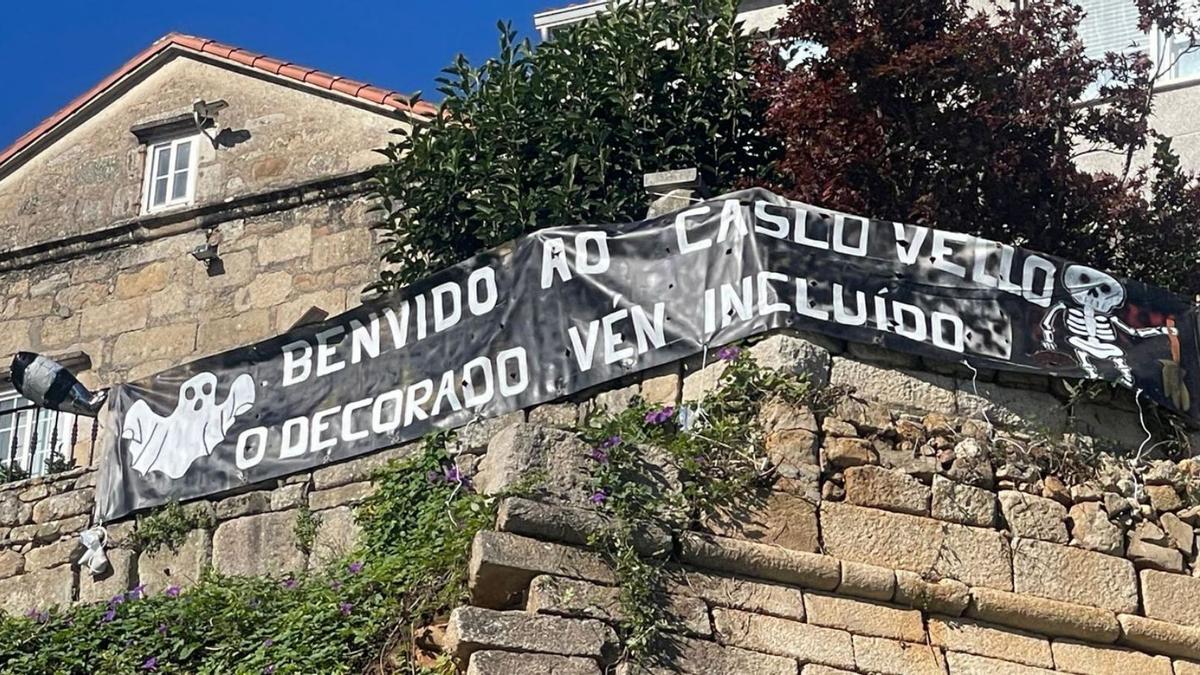 BENVIDO AO CASCO VELLO
O DECORADO VÉN INCLUÍDO